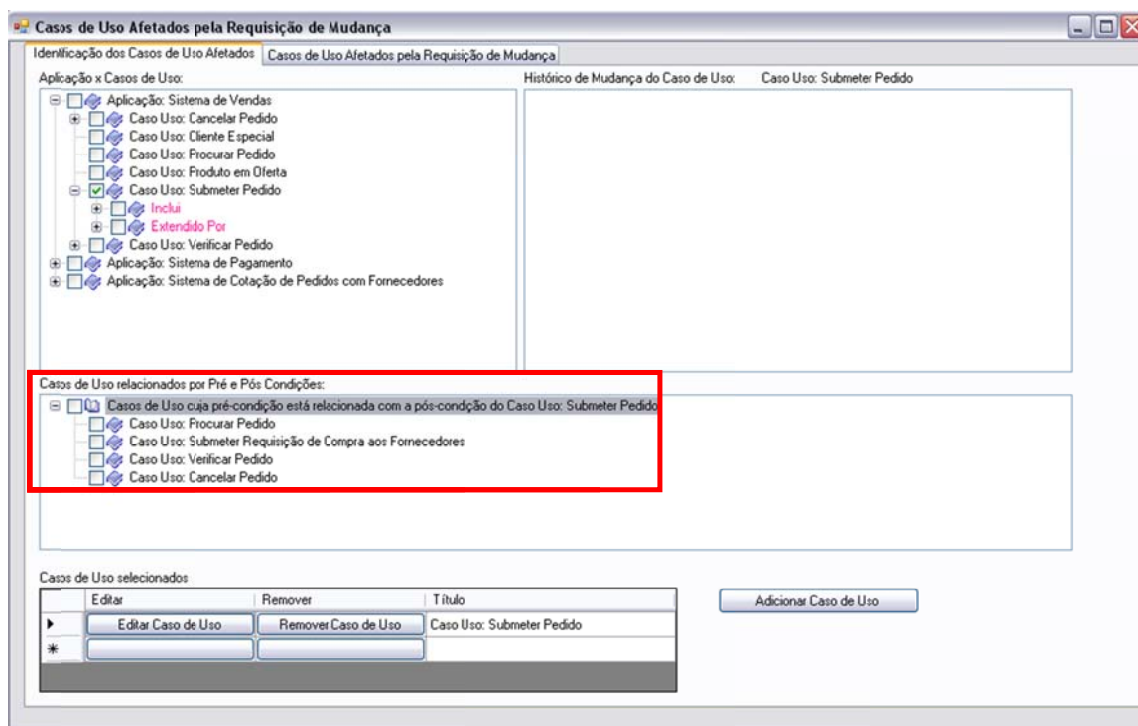 Casos de Uso Afetados pela Requisição de Mudança
Identificação dos Casos de Uso Afetados
Casos de Uso Afetados pela Requisição de Mudança
Aplicação x Casos de Uso:
Histórico de Mudança do Caso de Uso:
Caso Uso: Submeter Pedido
Aplicação: Sistema de Vendas
Caso Uso: Cancelar Pedido
Caso Uso: Cliente Especial
Caso Uso: Procurar Pedido
Caso Uso: Produto em Oferta
Caso Uso: Submeter Pedido
Inclui
Extendido Por
Caso Uso: Verificar Pedido
Aplicação: Sistema de Pagamento
Aplicação: Sistema de Cotação de Pedidos com Fornecedores
Casos de Uso relacionados por Pré e Pós Condições:
Casos de Uso cuja pré-condição está relacionada com a pós-condção do Caso Uso: Submeter Pedido
Caso Uso: Procurar Pedido
Caso Uso: Submeter Requisição de Compra aos Fornecedores
Caso Uso: Verificar Pedido
Caso Uso: Cancelar Pedido
Casos de Uso selecionados
Editar Remover Título
Editar Caso de Uso Remover Caso de Uso Caso Uso: Submeter Pedido
Adicionar Caso de Uso